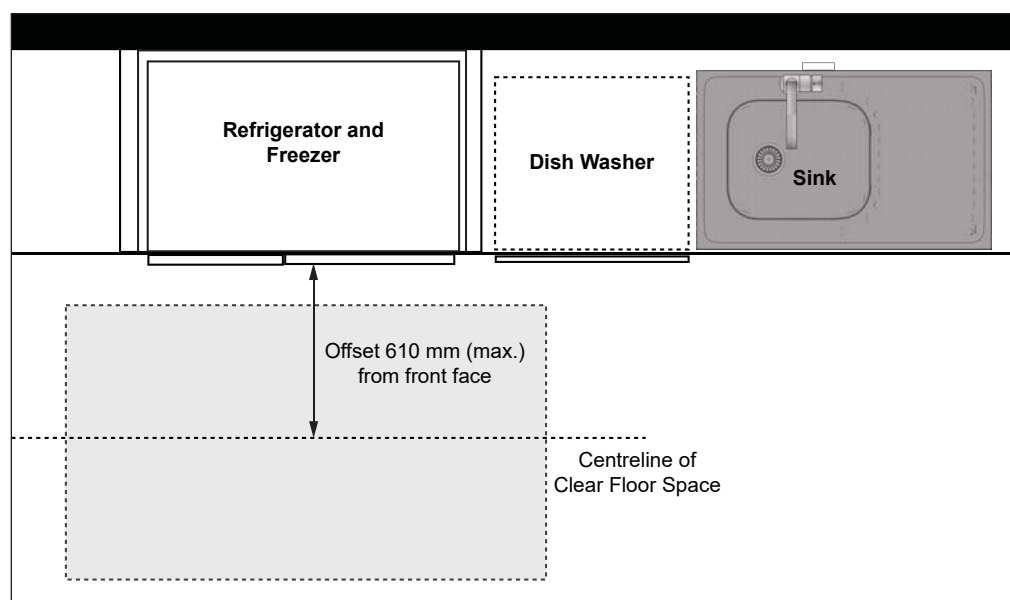 Refrigerator and
Freezer
Dish Washer
Sink
Offset 610 mm (max.)
from front face
Centreline of
Clear Floor Space